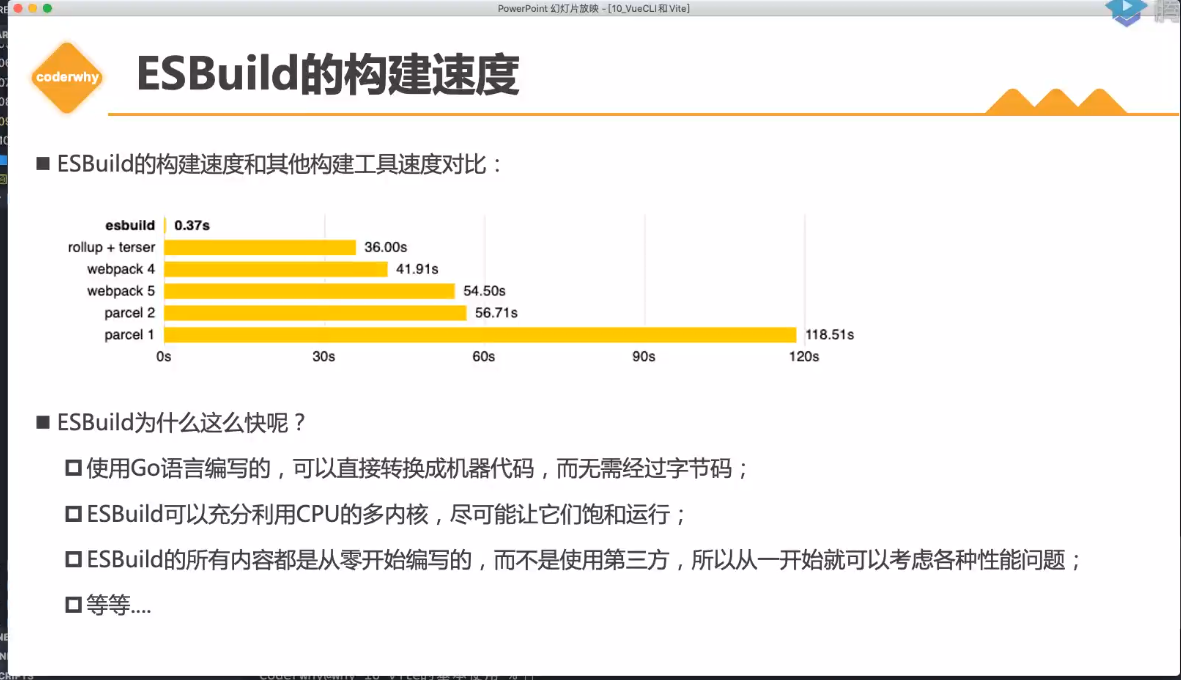 PowerPoint 幻灯片放映 - [10_VueCLI和Vite]
coderwhy
ESBuild的构建速度
ESBuild的构建速度和其他构建工具速度对比：
esbuild 0.37s
rollup + terser 36.00s
webpack 4 41.91s
webpack 5 54.50s
parcel 2 56.71s
parcel 1 118.51s
0s 30s 60s 90s 120s
ESBuild为什么这么快呢？
使用Go语言编写的，可以直接转换成机器代码，而无需经过字节码；
ESBuild可以充分利用CPU的多内核，尽可能让它们饱和运行；
ESBuild的所有内容都是从零开始编写的，而不是使用第三方，所以从一开始就可以考虑各种性能问题；
等等....